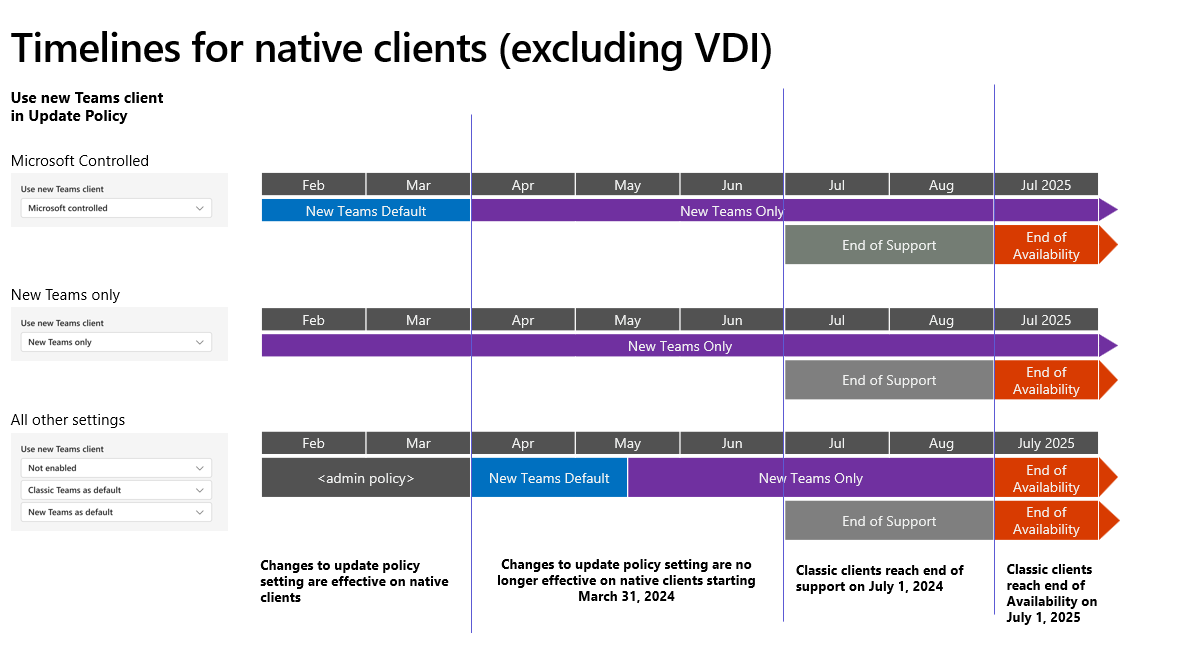 Timelines for native clients (excluding VDI)
Use new Teams client
in Update Policy
Microsoft Controlled
Use new Teams client
Microsoft controlled
Feb Mar Apr May Jun Jul Aug Jul 2025
New Teams Default New Teams Only
End of Support
End of
Availability
New Teams only
Use new Teams client
New Teams only
Feb Mar Apr May Jun Jul Aug Jul 2025
New Teams Only
End of Support
End of
Availability
All other settings
Use new Teams client
Not enabled
Classic Teams as default
New Teams as default
Feb Mar Apr May Jun Jul Aug July 2025
<admin policy> New Teams Default New Teams Only
End of
Availability
End of Support
End of
Availability
Changes to update policy
setting are effective on native
clients
Changes to update policy setting are no
longer effective on native clients starting
March 31, 2024
Classic clients reach end of
support on July 1, 2024
Classic clients
reach end of
Availability on
July 1, 2025